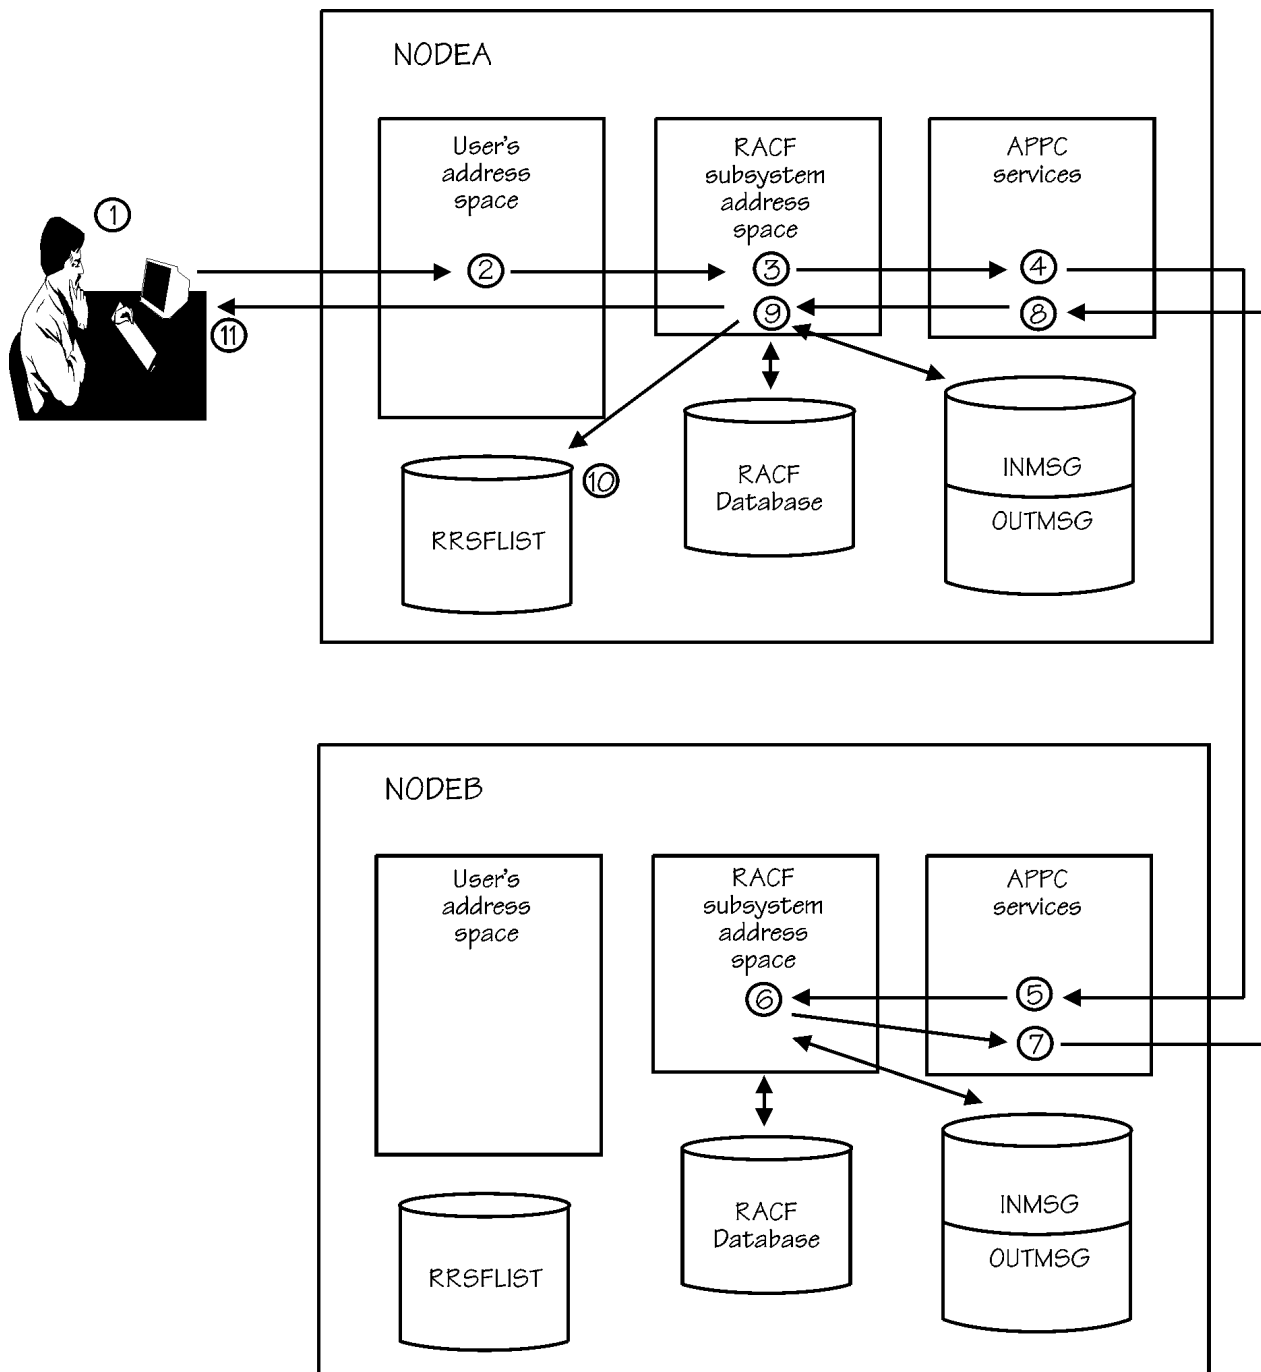 NODEA
User's
address
space
RACF
subsystem
address
space
APPC
services
1
2
3
4
9
8
11
10
RRSFLIST
RACF
Database
INMSG
OUTMSG
NODEB
User's
address
space
RACF
subsystem
address
space
APPC
services
6
5
7
RRSFLIST
RACF
Database
INMSG
OUTMSG